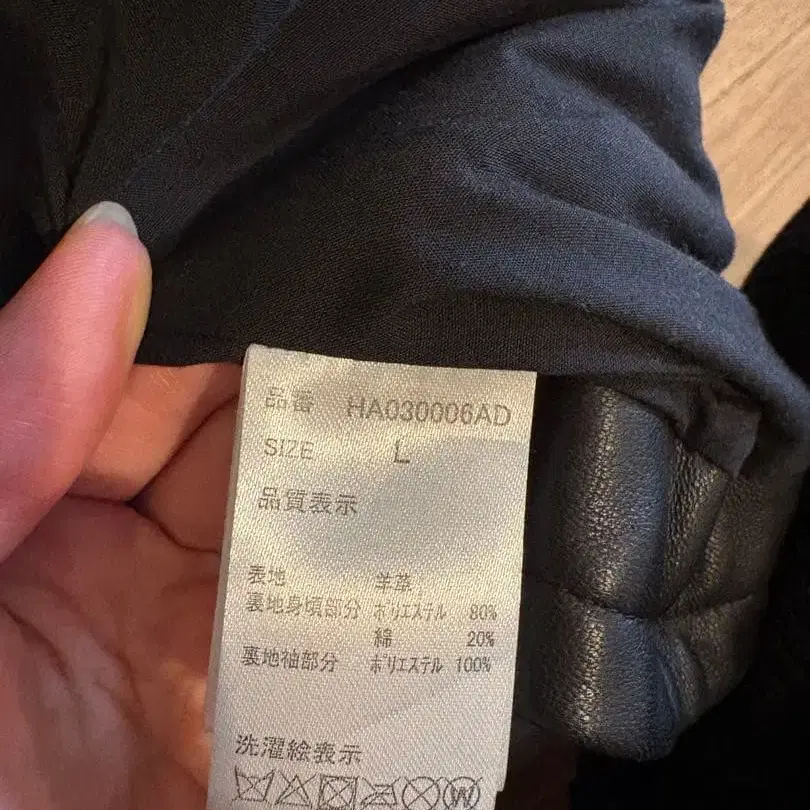 品番 HA030006AD
SIZE L
品質表示
表地 羊革
裏地身頃部分 ポリエステル 80%
綿 20%
裏地袖部分 ポリエステル 100%
洗濯絵表示
W